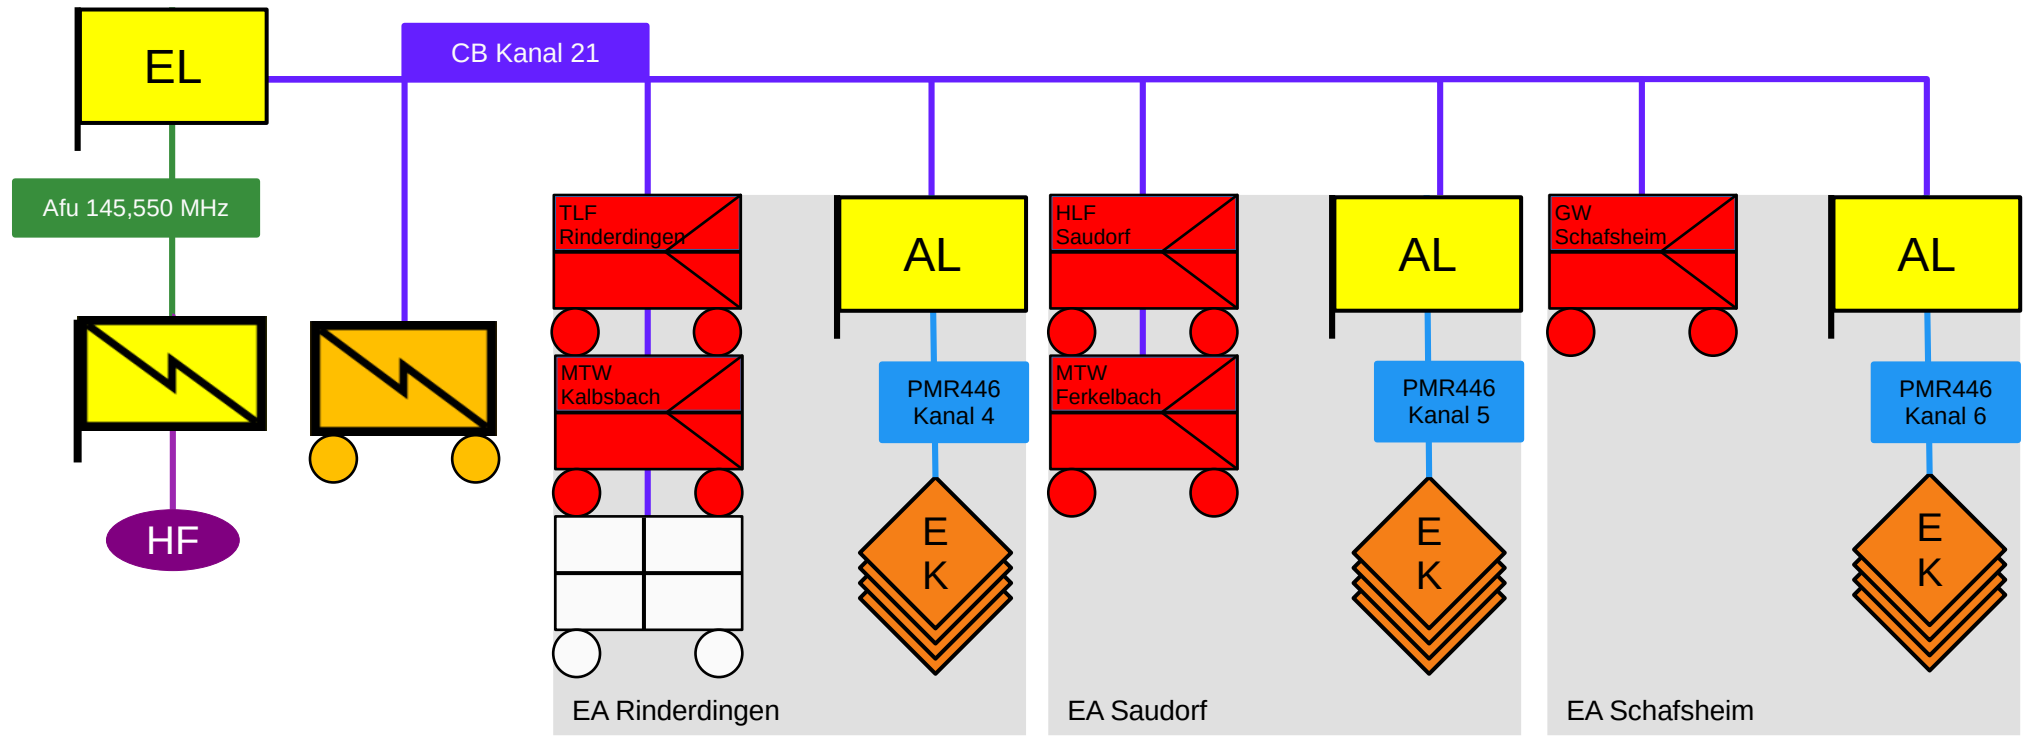 EL
CB Kanal 21
Afu 145,550 MHz
HF
TLF
Rinderdingen
MTW
Kalbsbach
AL
PMR446
Kanal 4
E
K
EA Rinderdingen
HLF
Saudorf
MTW
Ferkelbach
AL
PMR446
Kanal 5
E
K
EA Saudorf
GW
Schafsheim
AL
PMR446
Kanal 6
E
K
EA Schafsheim